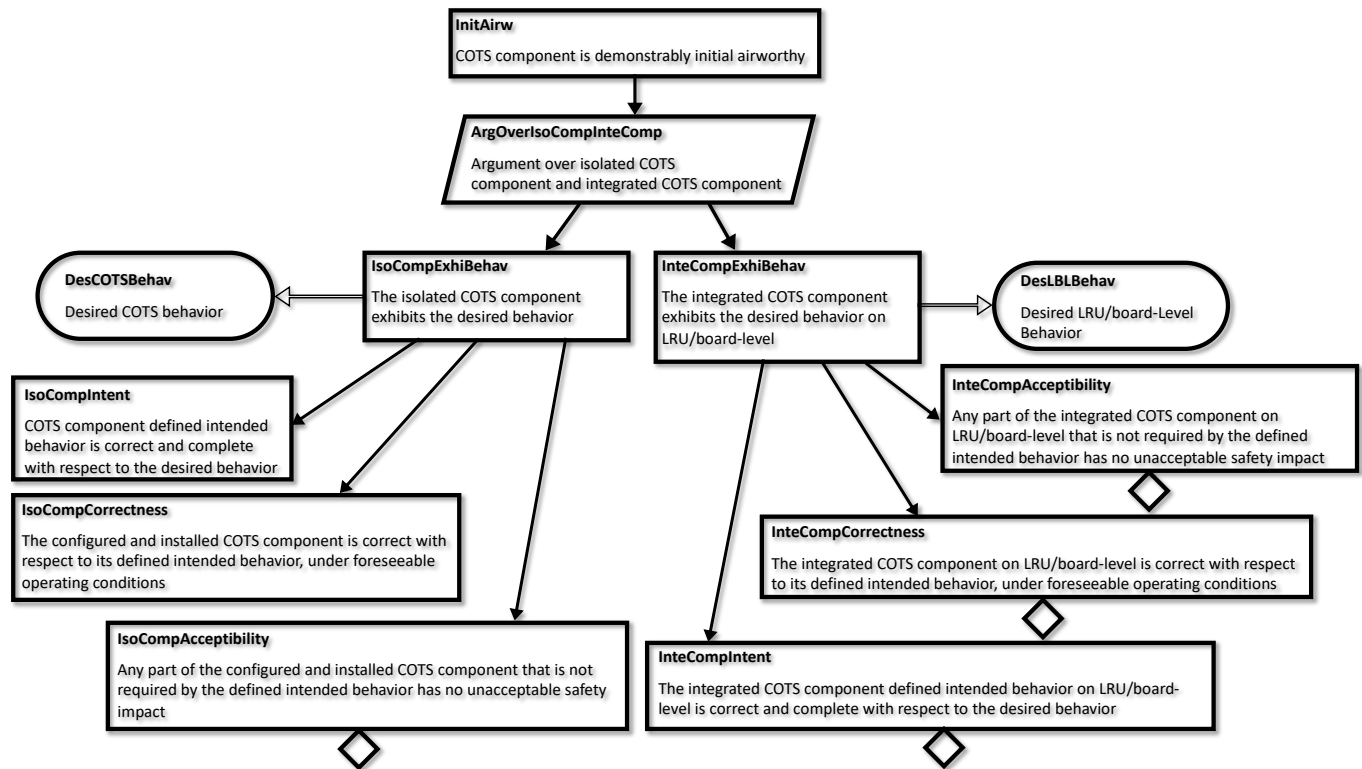 InitAirw
COTS component is demonstrably initial airworthy
ArgOverIsoCompInteComp
Argument over isolated COTS
component and integrated COTS component
DesCOTSBehav
Desired COTS behavior
IsoCompExhiBehav
The isolated COTS component
exhibits the desired behavior
InteCompExhiBehav
The integrated COTS component
exhibits the desired behavior on
LRU/board-level
DesLBLBehav
Desired LRU/board-Level
Behavior
IsoCompIntent
COTS component defined intended
behavior is correct and complete
with respect to the desired behavior
InteCompAcceptibility
Any part of the integrated COTS component on
LRU/board-level that is not required by the defined
intended behavior has no unacceptable safety impact
IsoCompCorrectness
The configured and installed COTS component is correct with
respect to its defined intended behavior, under foreseeable
operating conditions
InteCompCorrectness
The integrated COTS component on LRU/board-level is correct with respect
to its defined intended behavior, under foreseeable operating conditions
IsoCompAcceptibility
Any part of the configured and installed COTS component that is not
required by the defined intended behavior has no unacceptable safety
impact
InteCompIntent
The integrated COTS component defined intended behavior on LRU/board-
level is correct and complete with respect to the desired behavior